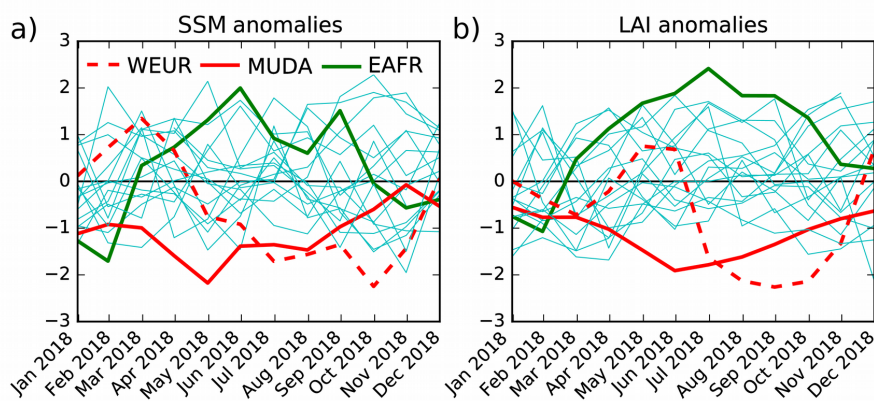 a) SSM anomalies
3
2
1
0
−1
−2
−3
WEUR MUDA EAFR
Jan 2018
Feb 2018
Mar 2018
Apr 2018
May 2018
Jun 2018
Jul 2018
Aug 2018
Sep 2018
Oct 2018
Nov 2018
Dec 2018
b) LAI anomalies
3
2
1
0
−1
−2
−3
Jan 2018
Feb 2018
Mar 2018
Apr 2018
May 2018
Jun 2018
Jul 2018
Aug 2018
Sep 2018
Oct 2018
Nov 2018
Dec 2018